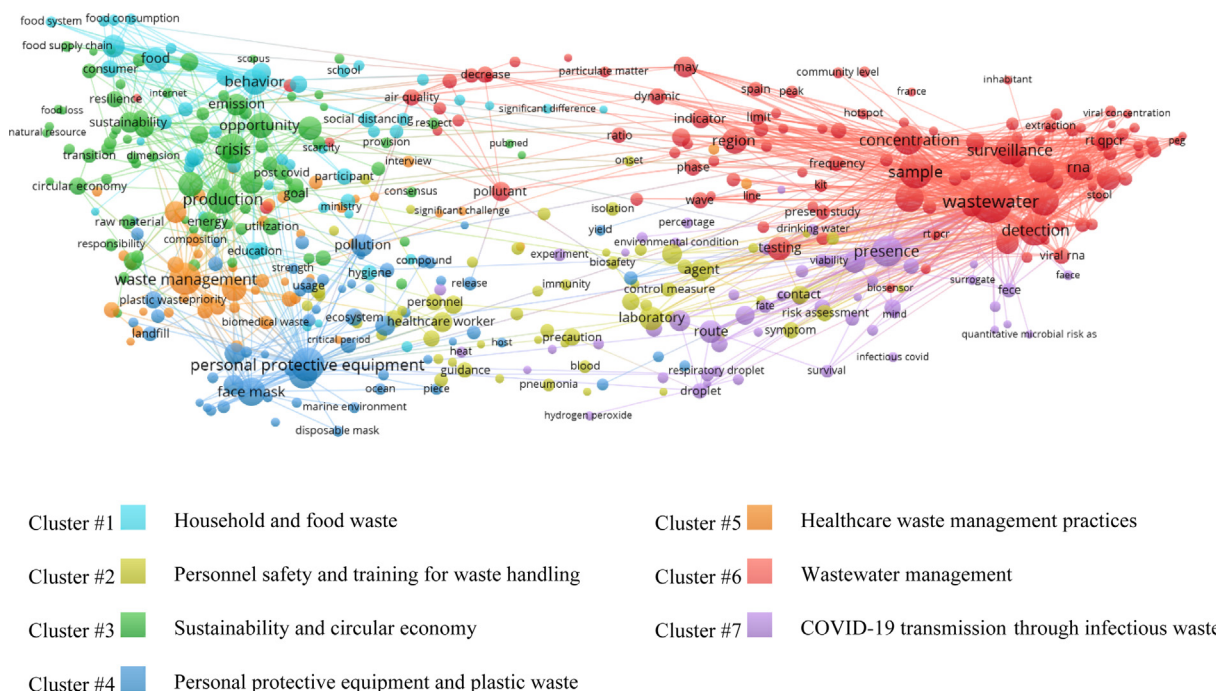 food system
food consumption
food supply chain
food
scopus
consumer
behavior
school
decrease
particulate matter
may
community level
inhabitant
resilience
internet
emission
air quality
dynamic
spain
peak
france
food loss
sustainability
opportunity
social distancing
respect
significant difference
indicator
limit
hotspot
extraction
viral concentration
natural resource
transition
dimension
crisis
scarcity
provision
pubmed
ratio
region
concentration
surveillance
rt qpcr
peg
circular economy
post covid
participant
interview
onset
phase
frequency
sample
rna
production
goal
consensus
pollutant
kit
stool
raw material
energy
utilization
ministry
significant challenge
isolation
wave
line
present study
wastewater
responsibility
composition
education
pollution
yield
percentage
drinking water
rt pcr
detection
waste management
strength
hygiene
compound
experiment
environmental condition
biosafety
testing
viability
presence
viral rna
plastic waste
priority
usage
release
immunity
agent
control measure
contact
biosensor
surrogate
fece
faece
landfill
biomedical waste
ecosystem
personnel
healthcare worker
laboratory
fate
risk assessment
mind
critical period
heat
host
precaution
route
symptom
quantitative microbial risk as
personal protective equipment
guidance
blood
respiratory droplet
infectious covid
survival
face mask
ocean
piece
pneumonia
droplet
marine environment
hydrogen peroxide
disposable mask
Cluster #1 Household and food waste
Cluster #2 Personnel safety and training for waste handling
Cluster #3 Sustainability and circular economy
Cluster #4 Personal protective equipment and plastic waste
Cluster #5 Healthcare waste management practices
Cluster #6 Wastewater management
Cluster #7 COVID-19 transmission through infectious waste